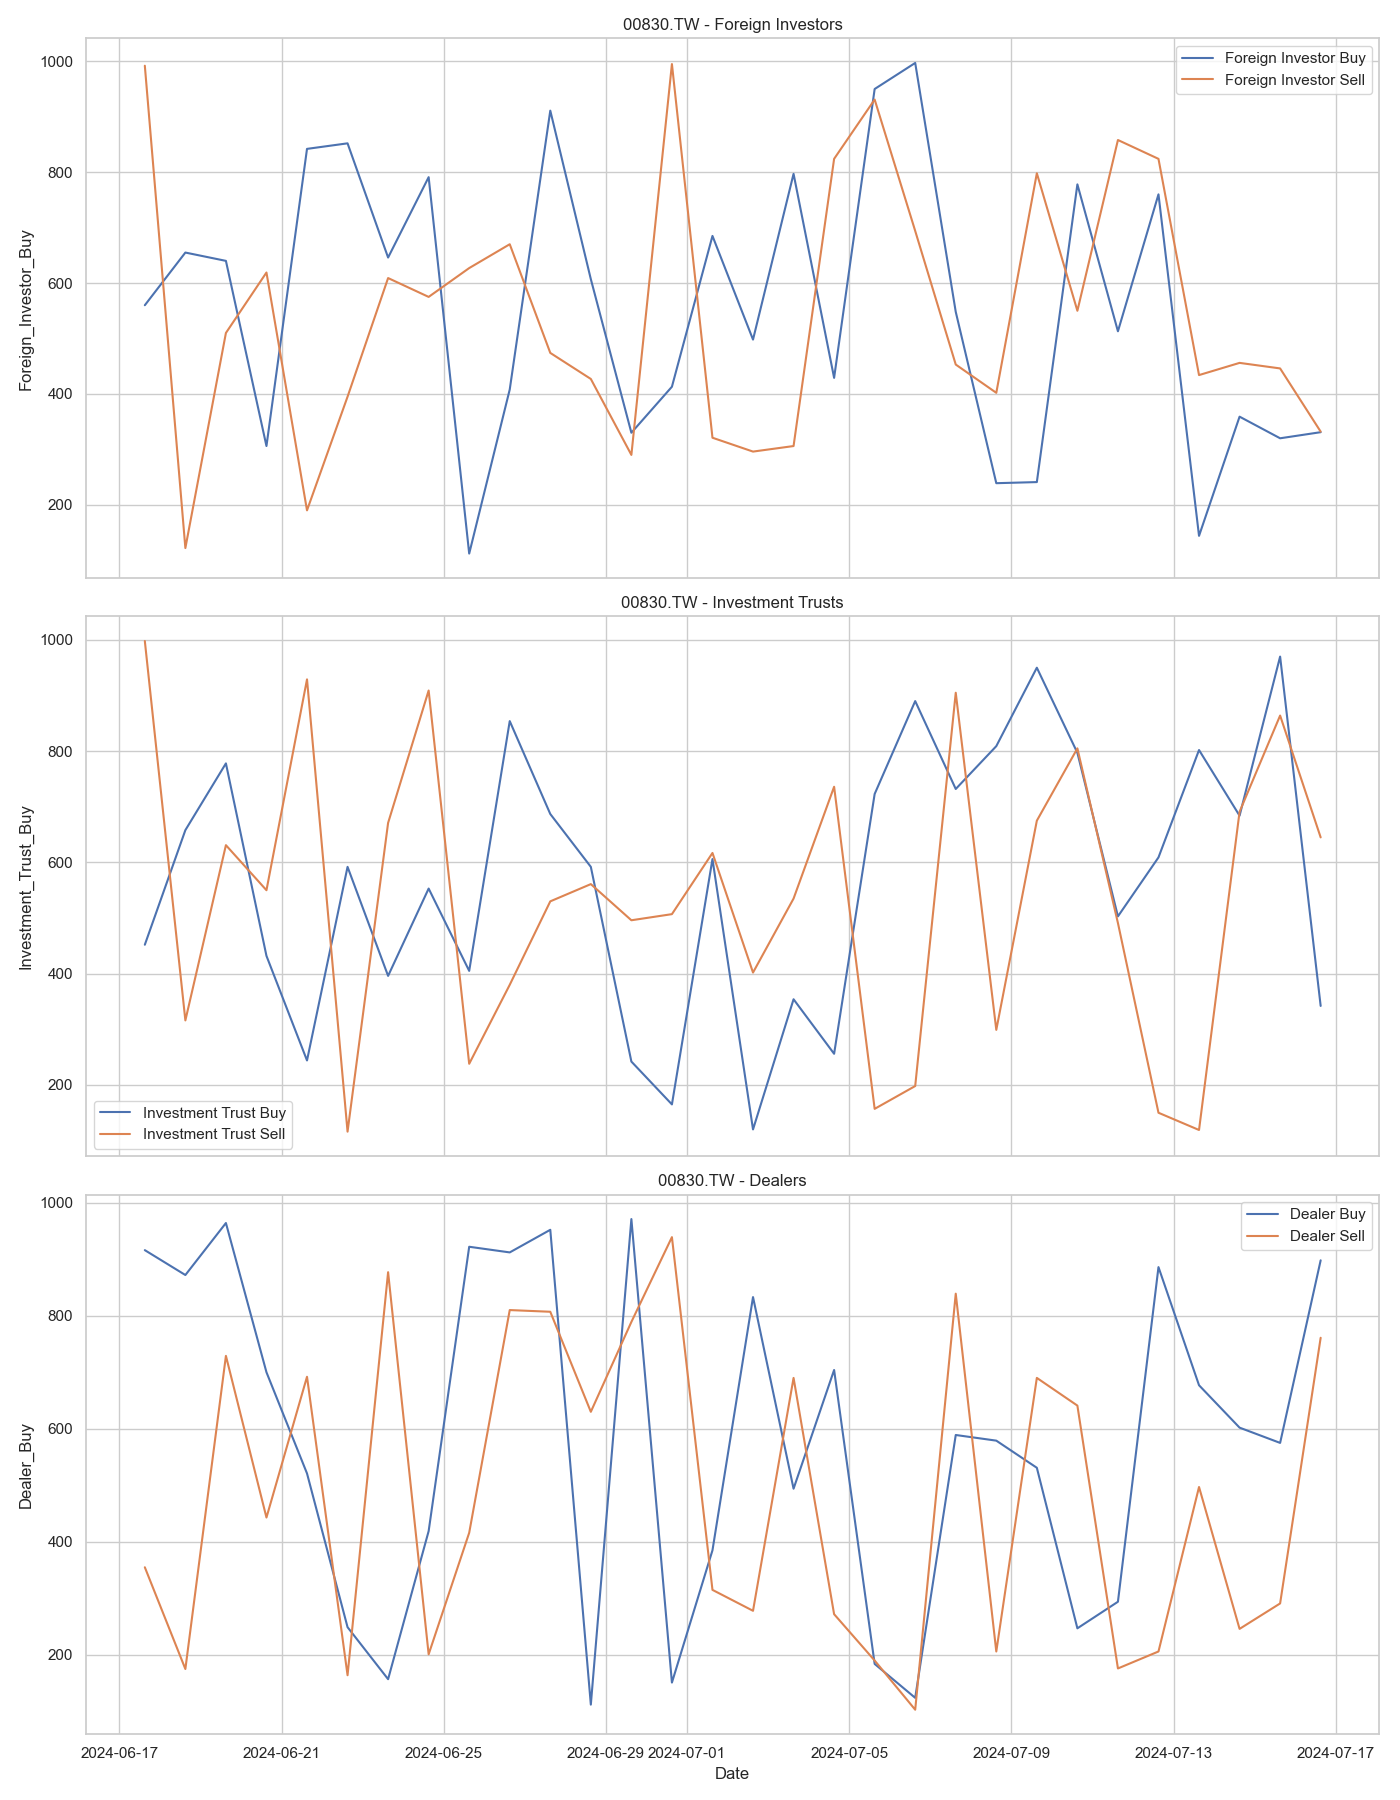 00830.TW - Foreign Investors
Foreign_Investor_Buy
1000
800
600
400
200
Foreign Investor Buy
Foreign Investor Sell
00830.TW - Investment Trusts
Investment_Trust_Buy
1000
800
600
400
200
Investment Trust Buy
Investment Trust Sell
00830.TW - Dealers
Dealer_Buy
1000
800
600
400
200
Dealer Buy
Dealer Sell
2024-06-17 2024-06-21 2024-06-25 2024-06-29 2024-07-01 2024-07-05 2024-07-09 2024-07-13 2024-07-17
Date